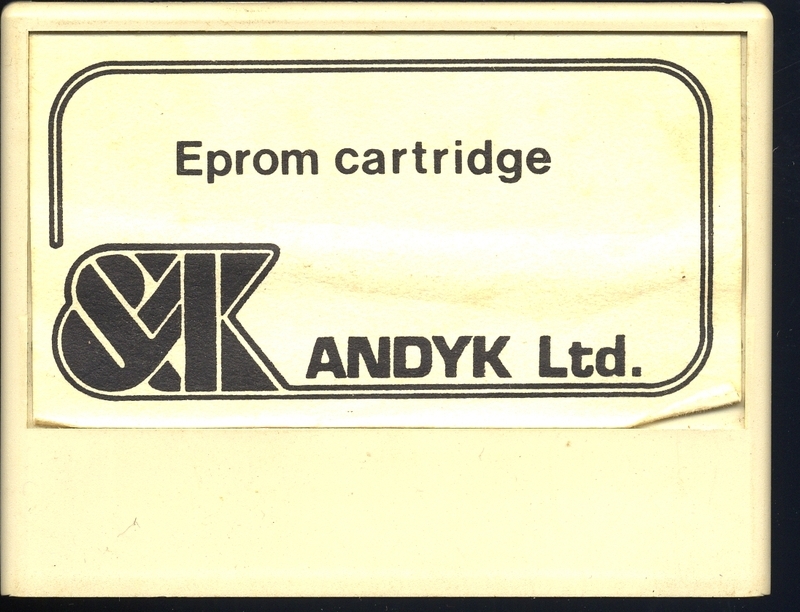 Eprom cartridge
&K
ANDYK Ltd.